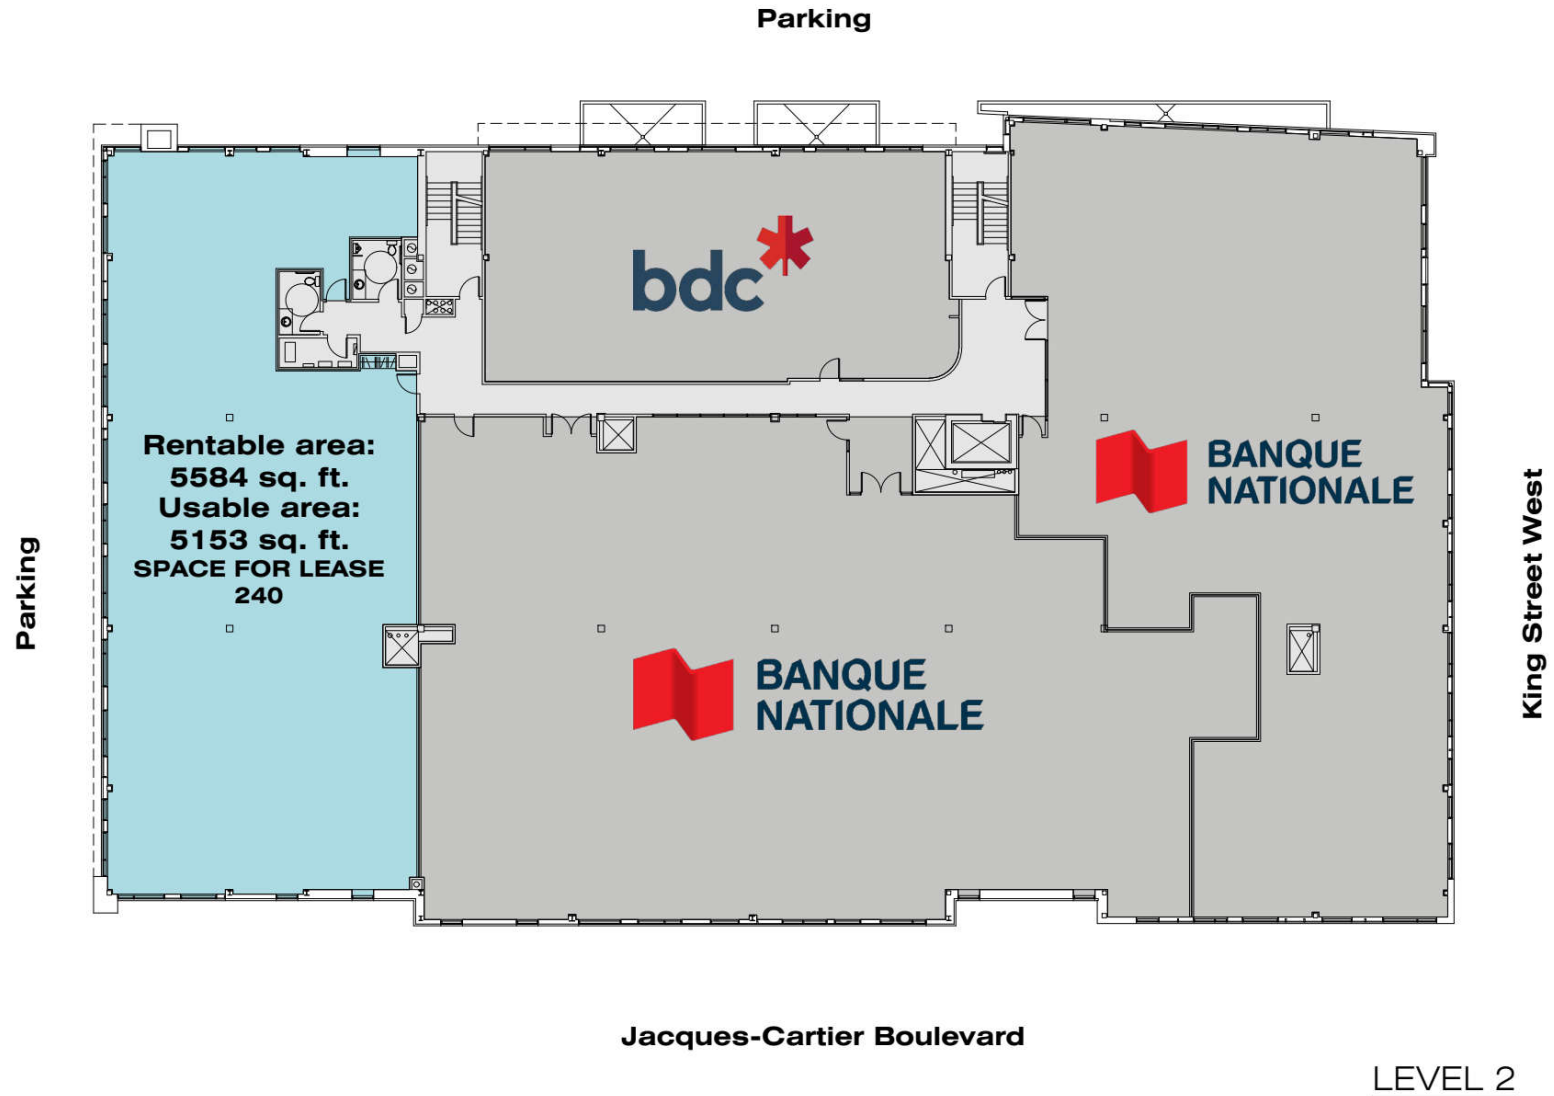 Parking
bdc
Rentable area:
5584 sq. ft.
Usable area:
5153 sq. ft.
SPACE FOR LEASE
240
BANQUE
NATIONALE
BANQUE
NATIONALE
Parking
King Street West
Jacques-Cartier Boulevard
LEVEL 2